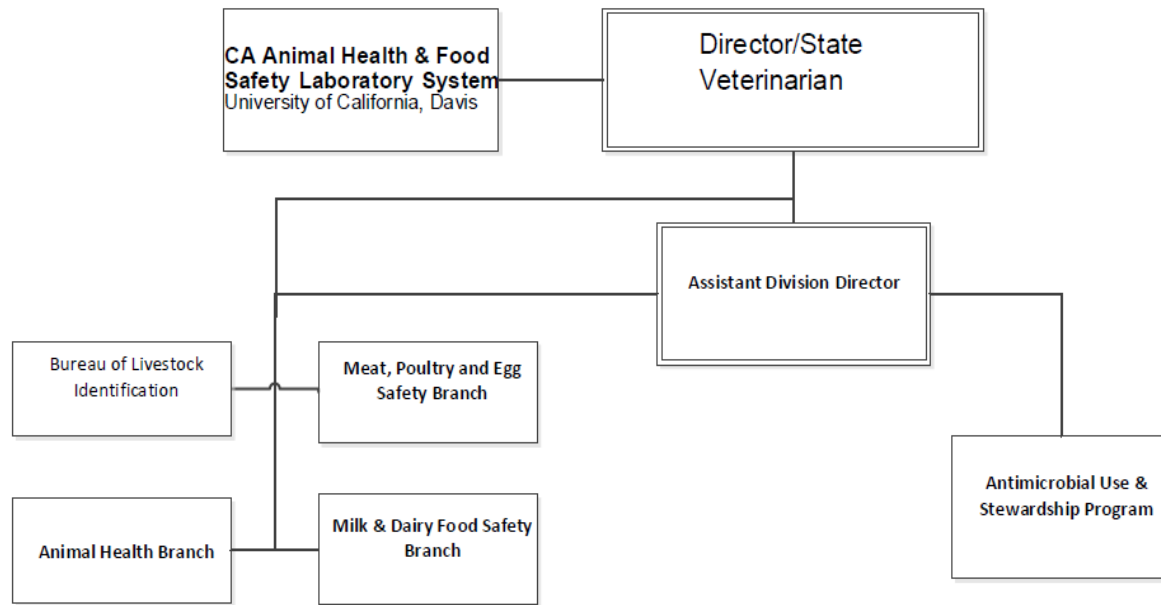 CA Animal Health & Food
Safety Laboratory System
University of California, Davis
Director/State
Veterinarian
Assistant Division Director
Bureau of Livestock
Identification
Meat, Poultry and Egg
Safety Branch
Animal Health Branch
Milk & Dairy Food Safety
Branch
Antimicrobial Use &
Stewardship Program